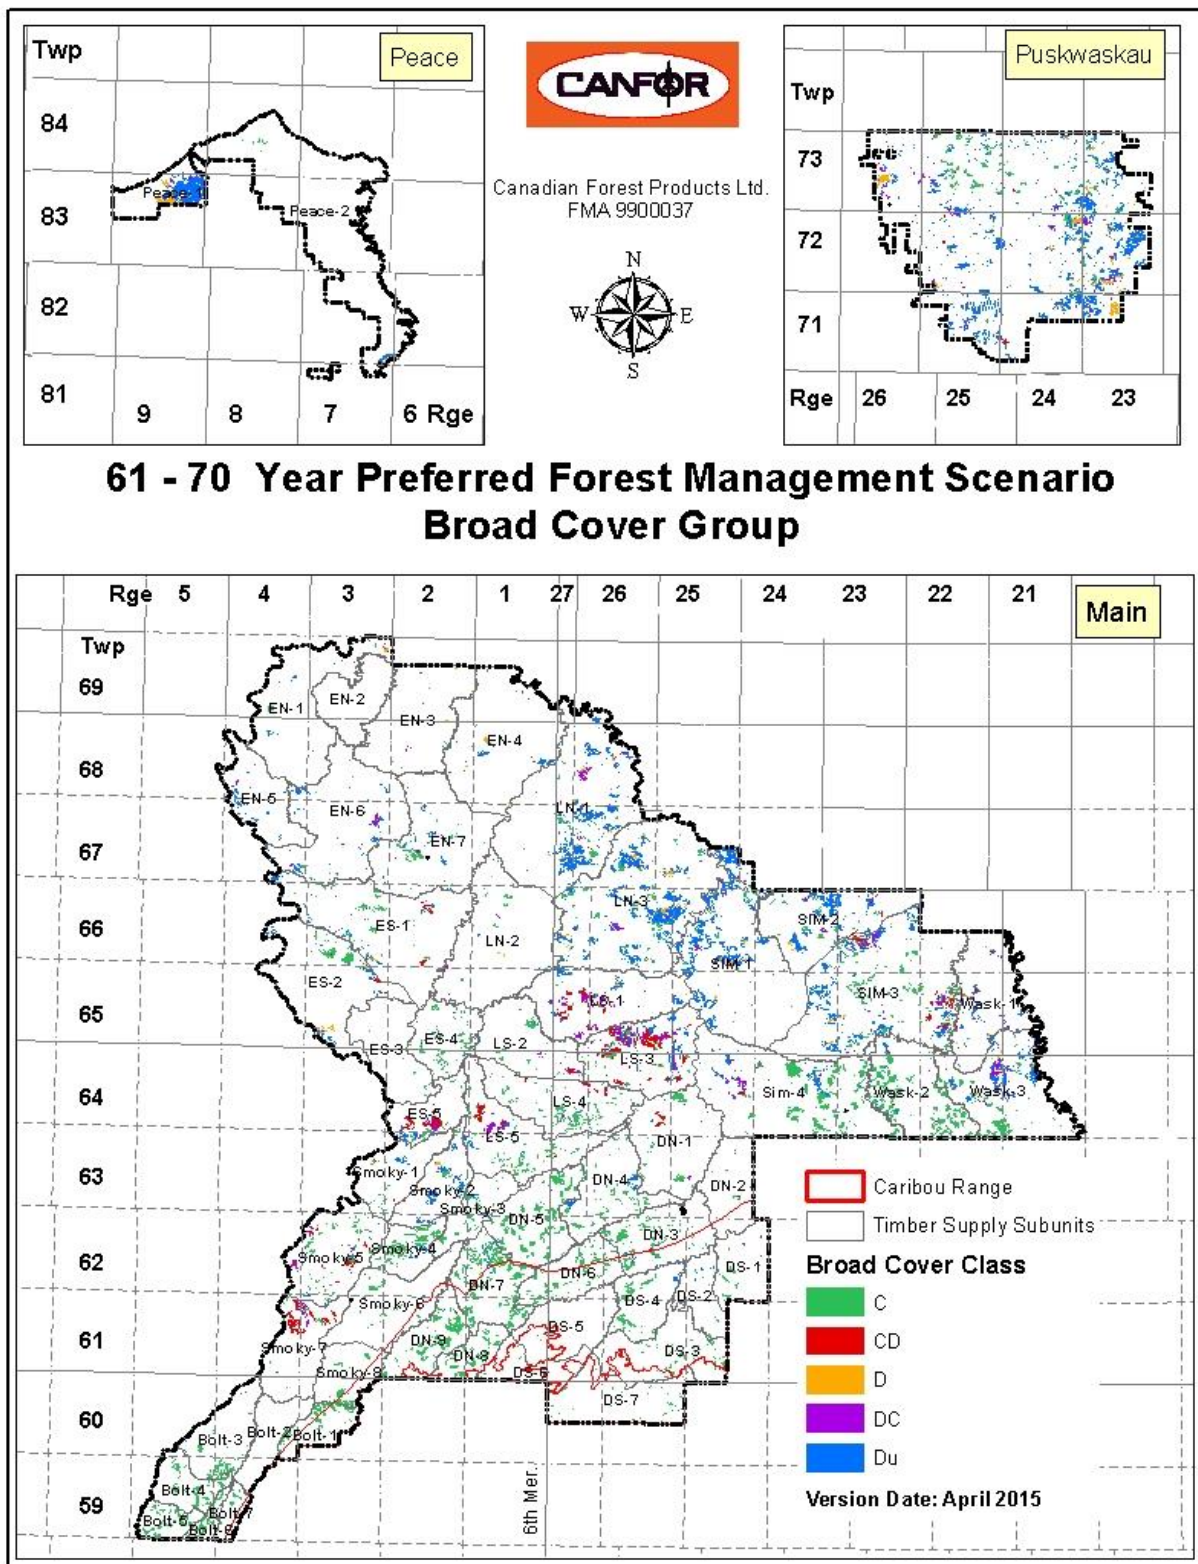 Twp
Peace
84
83
82
81
9 8 7 6 Rge
Peace-1
Peace-2
CANFOR
Canadian Forest Products Ltd.
FMA 9900037
N
W E
S
Puskwaskau
Twp
73
72
71
Rge 26 25 24 23
61 - 70 Year Preferred Forest Management Scenario
Broad Cover Group
Rge 5 4 3 2 1 27 26 25 24 23 22 21
Main
Twp
69
68
67
66
65
64
63
62
61
60
59
EN-1
EN-2
EN-3
EN-4
EN-5
EN-6
EN-7
LN-1
LN-3
LN-2
ES-1
ES-2
SIM-2
SIM-1
SIM-3
Wask-1
LS-1
ES-4
ES-3
LS-2
LS-3
LS-4
Sim-4
Wask-2
Wask-3
ES-5
LS-5
DN-1
Smoky-1
Smoky-2
Smoky-3
DN-4
DN-2
DN-5
DN-3
Smoky-4
Smoky-5
DN-6
DS-1
DN-7
DS-4
DS-2
Smoky-6
DS-5
DN-9
Smoky-7
DN-8
DS-3
Smoky-8
DS-6
DS-7
Bolt-3
Bolt-2
Bolt-1
Bolt-4
Bolt-5
Bolt-7
Bolt-6
6th Mer.
Caribou Range
Timber Supply Subunits
Broad Cover Class
C
CD
D
DC
Du
Version Date: April 2015